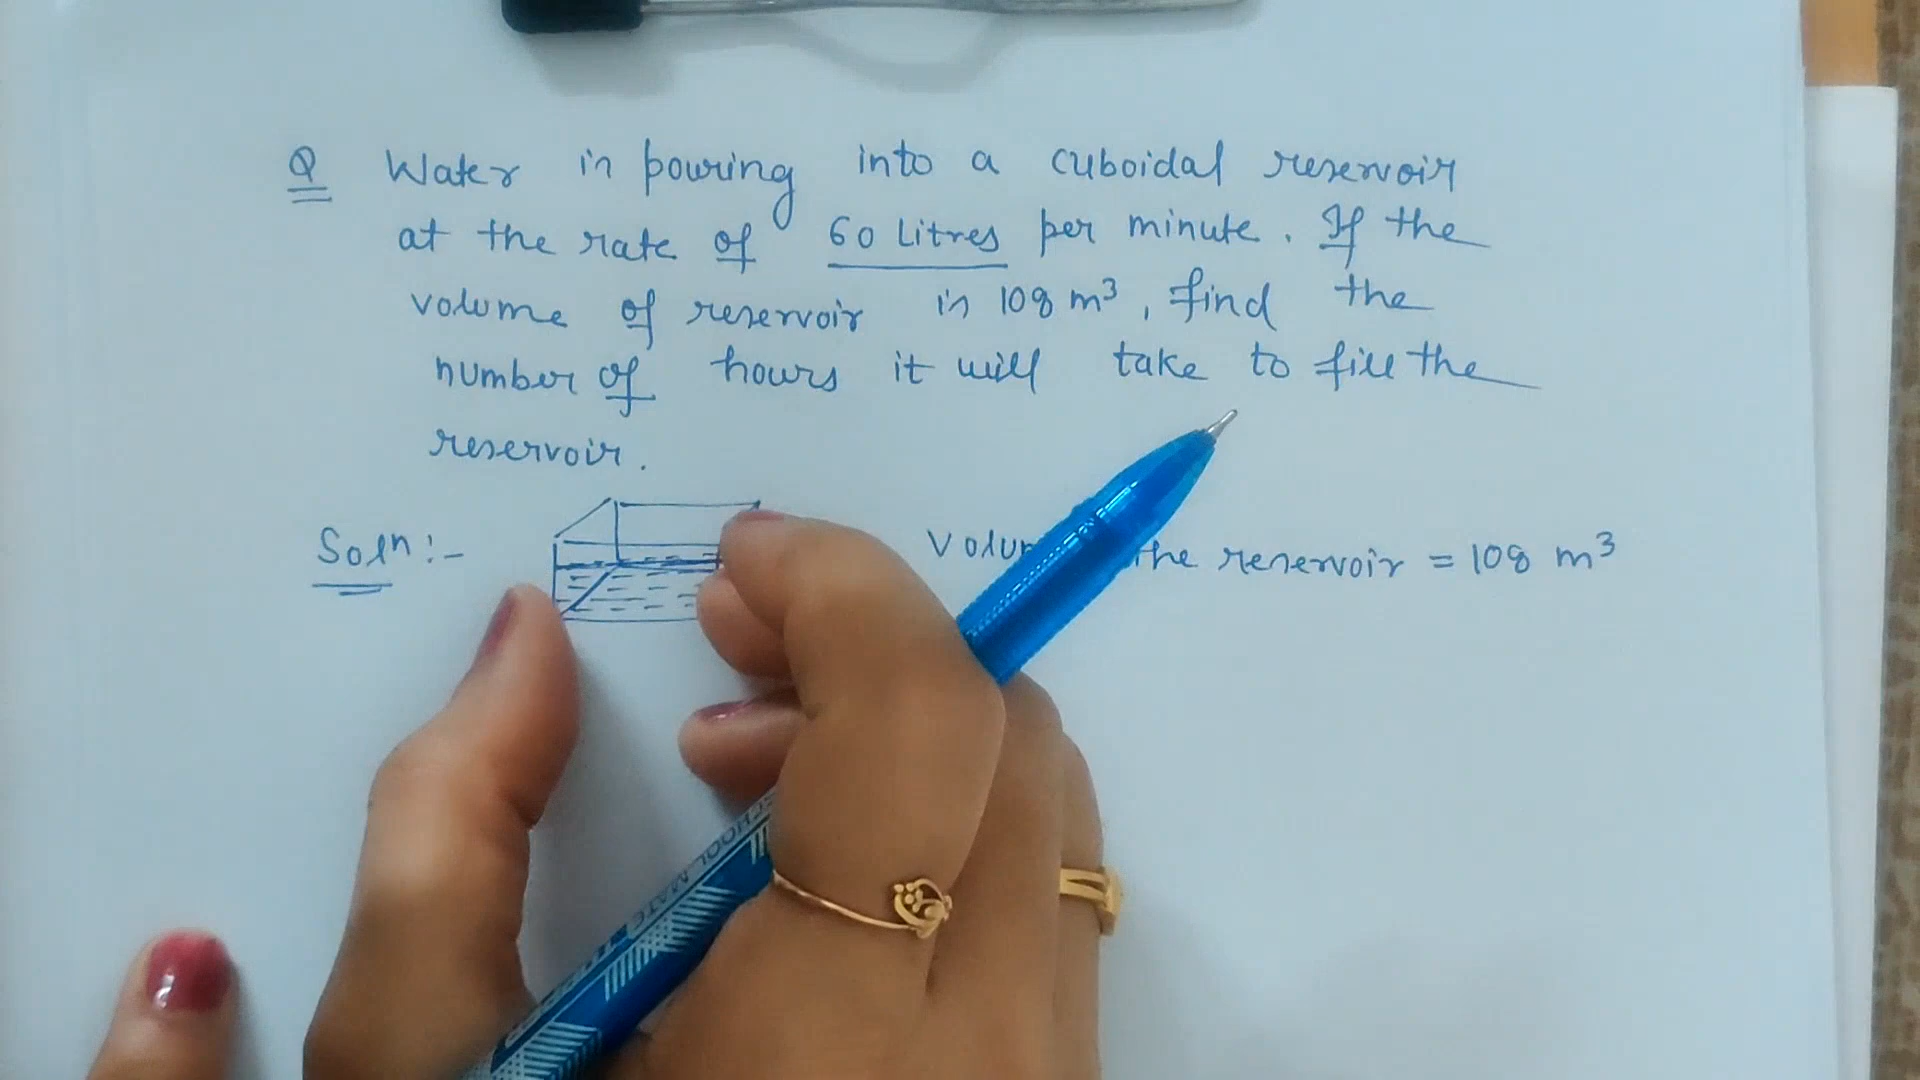 Q Water is pouring into a cuboidal reservoir
at the rate of 60 Litres per minute. If the
volume of reservoir is 108 m³, find the
number of hours it will take to fill the
reservoir.
Soln :- the reservoir = 108 m³
SCHOOLMATE